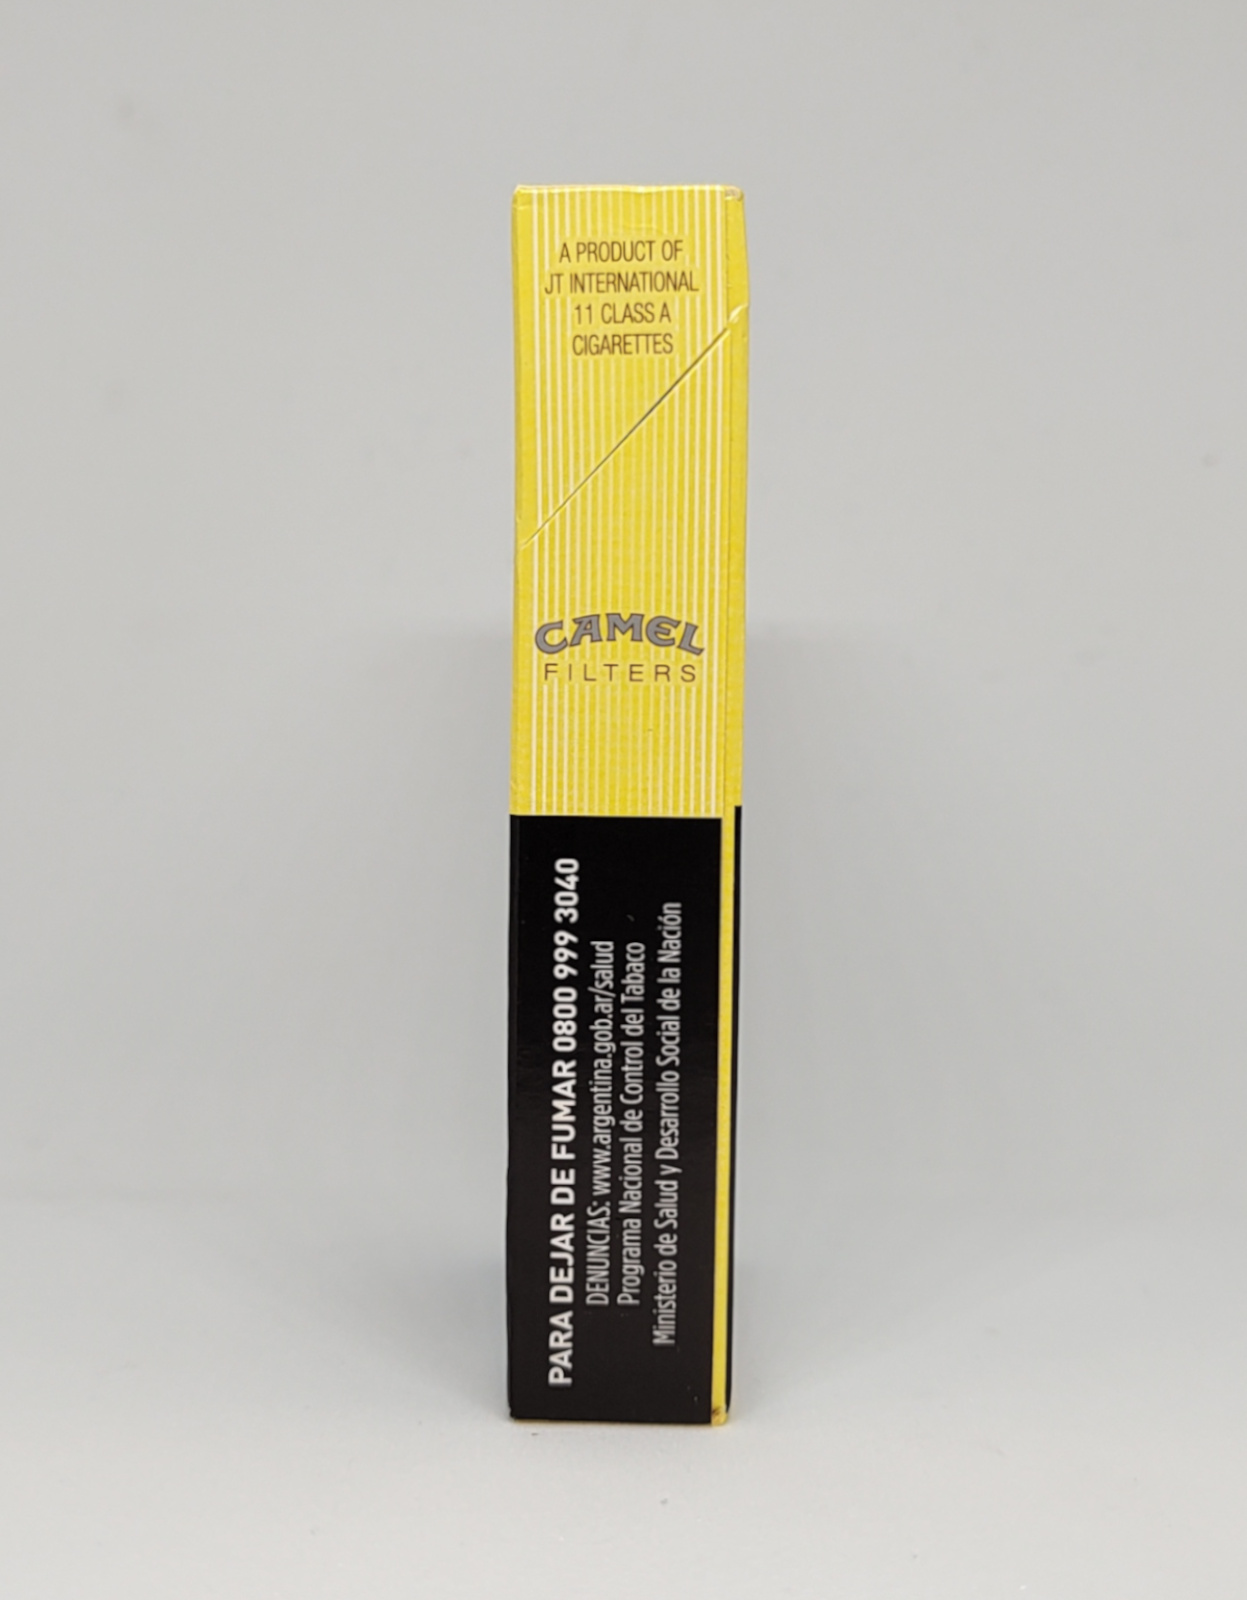 A PRODUCT OF
JT INTERNATIONAL
11 CLASS A
CIGARETTES
CAMEL
FILTERS
PARA DEJAR DE FUMAR 0800 999 3040
DENUNCIAS: www.argentina.gob.ar/salud
Programa Nacional de Control del Tabaco
Ministerio de Salud y Desarrollo Social de la Nación